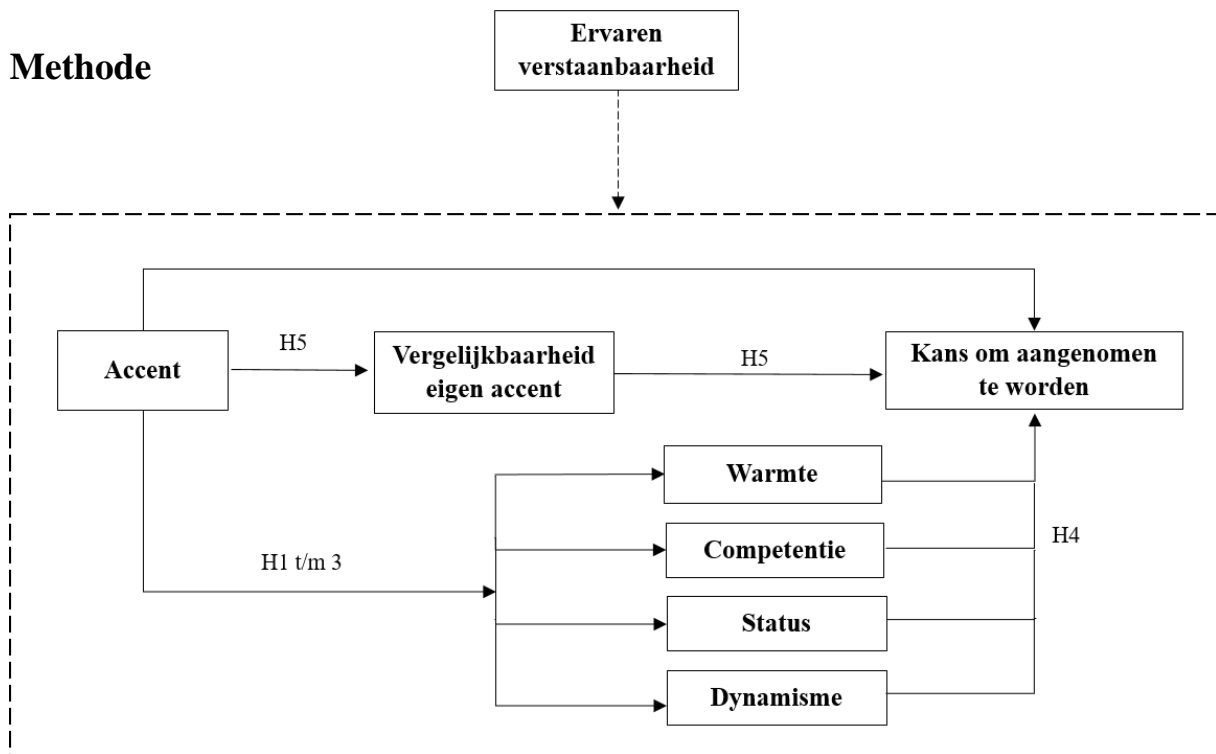 Methode
Ervaren
verstaanbaarheid
Accent
H5
Vergelijkbaarheid
eigen accent
H5
Kans om aangenomen
te worden
H1 t/m 3
Warmte
Competentie
Status
Dynamisme
H4